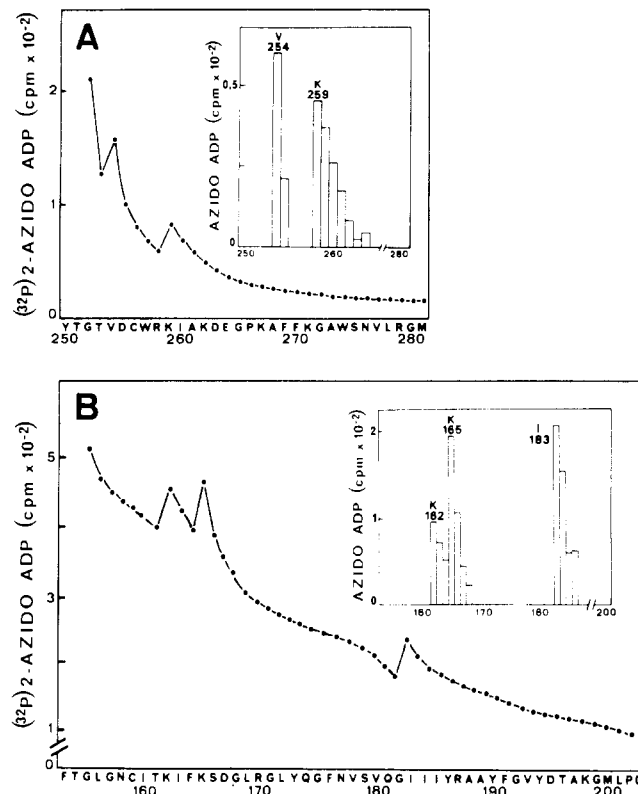 A
(³²P) 2-AZIDO ADP (cpm x 10⁻²)
2
1
0
AZIDO ADP (cpm x 10⁻²)
0,5
0
V
254
K
259
250 260 280
Y T G T V D C W R K I A K D E G P K A F F K G A W S N V L R G M
250 260 270 280
B
(³²P) 2-AZIDO ADP (cpm x 10⁻²)
5
3
1
0
AZIDO ADP (cpm x 10⁻²)
2
1
0
K
162
K
165
I
183
160 170 180 200
F T G L G N C I T K I F K S D G L R G L Y Q G F N V S V Q G I I I Y R A A Y F G V Y D T A K G M L P
160 170 180 190 200